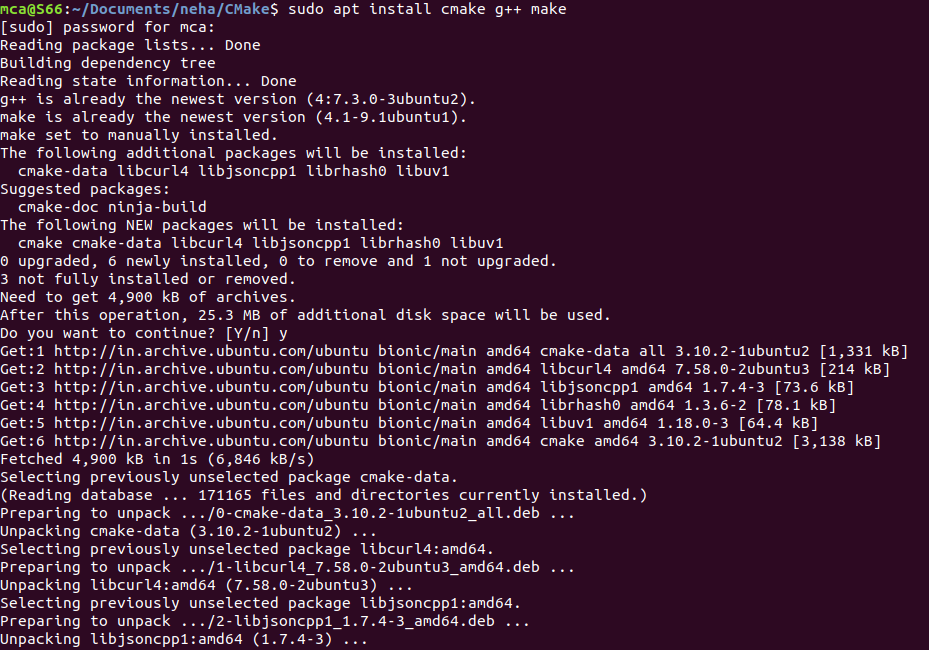 mca@S66:~/Documents/neha/CMake$ sudo apt install cmake g++ make
[sudo] password for mca:
Reading package lists... Done
Building dependency tree
Reading state information... Done
g++ is already the newest version (4:7.3.0-3ubuntu2).
make is already the newest version (4.1-9.1ubuntu1).
make set to manually installed.
The following additional packages will be installed:
  cmake-data libcurl4 libjsoncpp1 librhash0 libuv1
Suggested packages:
  cmake-doc ninja-build
The following NEW packages will be installed:
  cmake cmake-data libcurl4 libjsoncpp1 librhash0 libuv1
0 upgraded, 6 newly installed, 0 to remove and 1 not upgraded.
3 not fully installed or removed.
Need to get 4,900 kB of archives.
After this operation, 25.3 MB of additional disk space will be used.
Do you want to continue? [Y/n] y
Get:1 http://in.archive.ubuntu.com/ubuntu bionic/main amd64 cmake-data all 3.10.2-1ubuntu2 [1,331 kB]
Get:2 http://in.archive.ubuntu.com/ubuntu bionic/main amd64 libcurl4 amd64 7.58.0-2ubuntu3 [214 kB]
Get:3 http://in.archive.ubuntu.com/ubuntu bionic/main amd64 libjsoncpp1 amd64 1.7.4-3 [73.6 kB]
Get:4 http://in.archive.ubuntu.com/ubuntu bionic/main amd64 librhash0 amd64 1.3.6-2 [78.1 kB]
Get:5 http://in.archive.ubuntu.com/ubuntu bionic/main amd64 libuv1 amd64 1.18.0-3 [64.4 kB]
Get:6 http://in.archive.ubuntu.com/ubuntu bionic/main amd64 cmake amd64 3.10.2-1ubuntu2 [3,138 kB]
Fetched 4,900 kB in 1s (6,846 kB/s)
Selecting previously unselected package cmake-data.
(Reading database ... 171165 files and directories currently installed.)
Preparing to unpack .../0-cmake-data_3.10.2-1ubuntu2_all.deb ...
Unpacking cmake-data (3.10.2-1ubuntu2) ...
Selecting previously unselected package libcurl4:amd64.
Preparing to unpack .../1-libcurl4_7.58.0-2ubuntu3_amd64.deb ...
Unpacking libcurl4:amd64 (7.58.0-2ubuntu3) ...
Selecting previously unselected package libjsoncpp1:amd64.
Preparing to unpack .../2-libjsoncpp1_1.7.4-3_amd64.deb ...
Unpacking libjsoncpp1:amd64 (1.7.4-3) ...